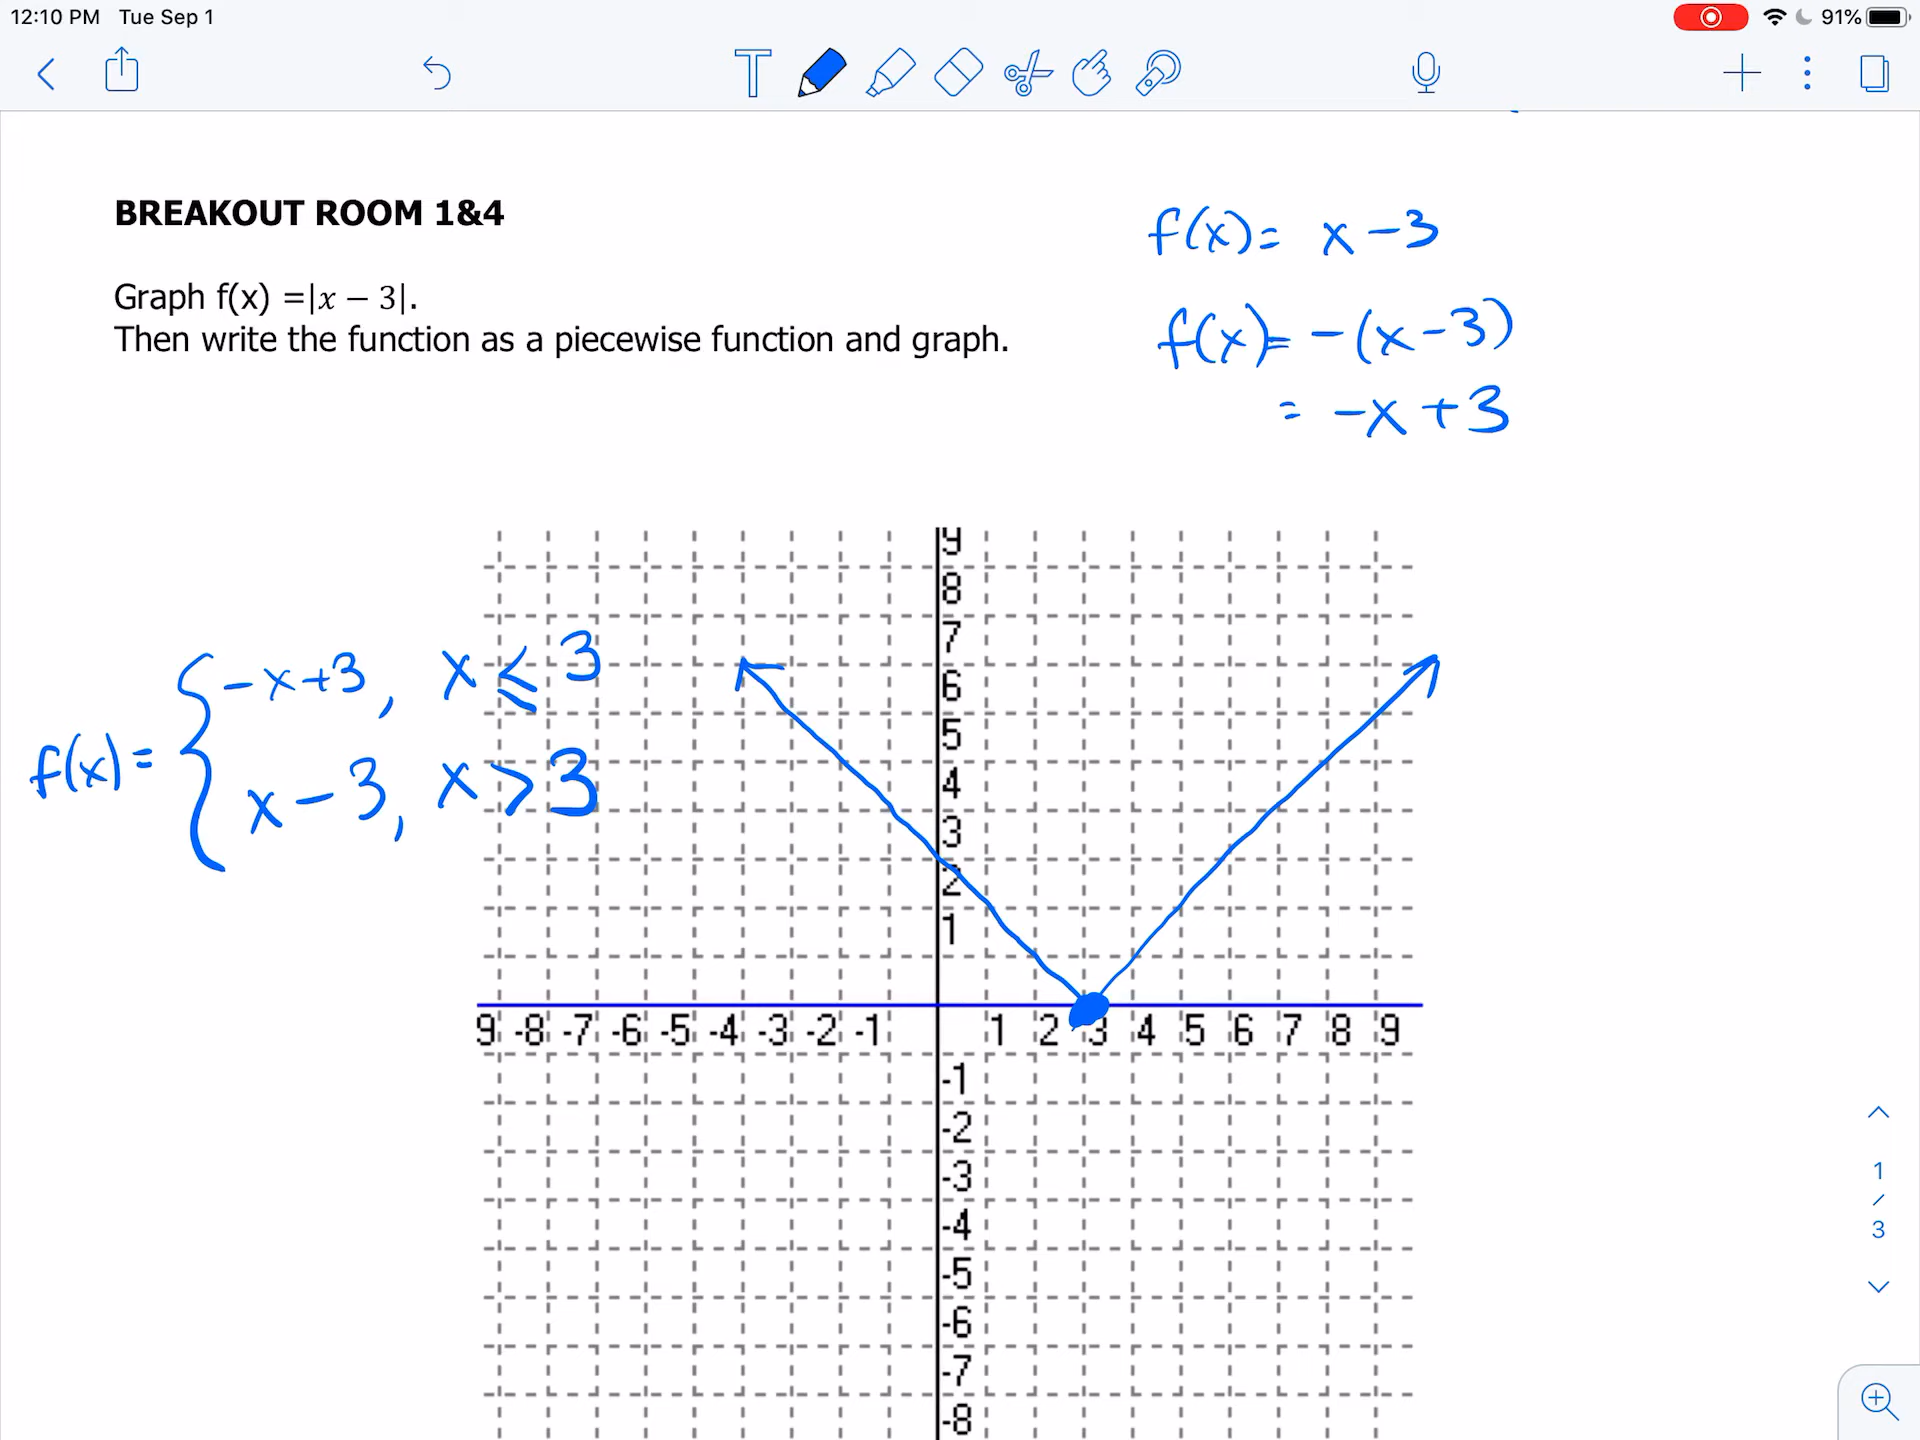 12:10 PM Tue Sep 1 91%
T
BREAKOUT ROOM 1&4
Graph f(x) =|x − 3|.
Then write the function as a piecewise function and graph.
f(x)= x−3
f(x)= −(x−3)
= −x+3
f(x)= { −x+3, x ≤ 3
x−3, x > 3
9
8
7
6
5
4
3
2
1
9 -8 -7 -6 -5 -4 -3 -2 -1 1 2 3 4 5 6 7 8 9
-1
-2
-3
-4
-5
-6
-7
-8
1
/
3